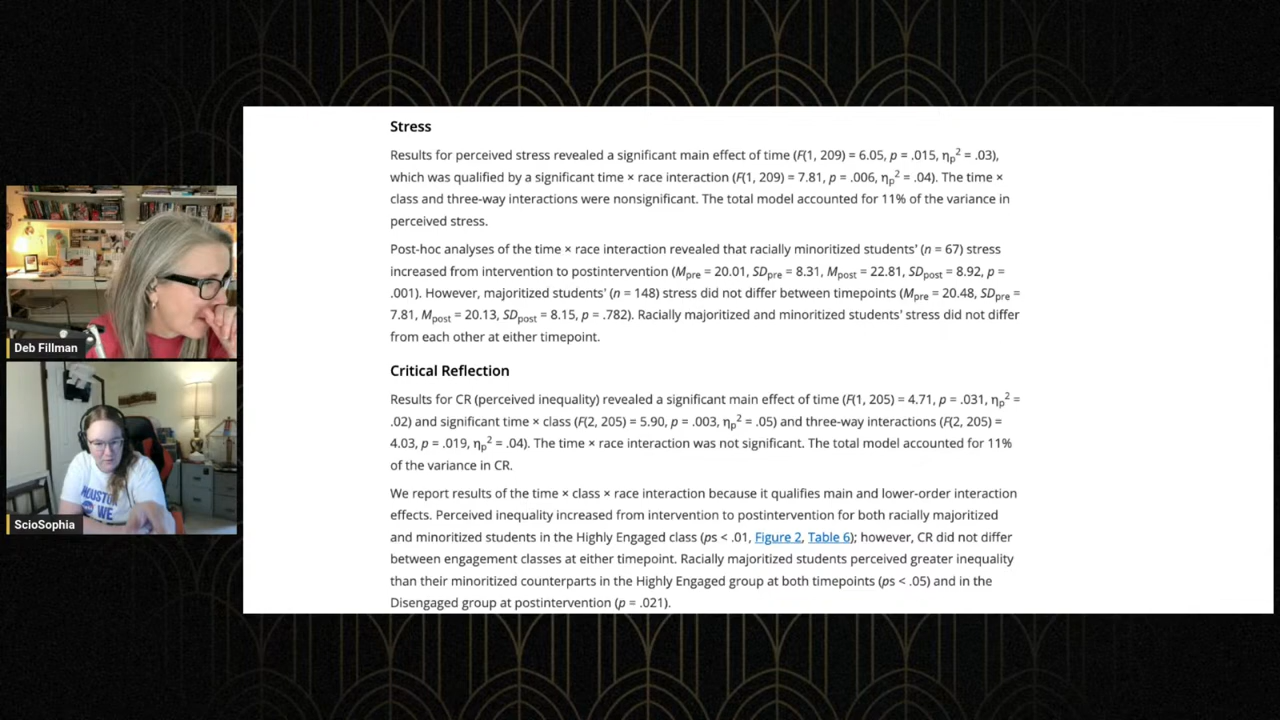 Stress
Results for perceived stress revealed a significant main effect of time (F(1, 209) = 6.05, p = .015, ηp² = .03),
which was qualified by a significant time × race interaction (F(1, 209) = 7.81, p = .006, ηp² = .04). The time ×
class and three-way interactions were nonsignificant. The total model accounted for 11% of the variance in
perceived stress.
Post-hoc analyses of the time × race interaction revealed that racially minoritized students' (n = 67) stress
increased from intervention to postintervention (Mpre = 20.01, SDpre = 8.31, Mpost = 22.81, SDpost = 8.92, p =
.001). However, majoritized students' (n = 148) stress did not differ between timepoints (Mpre = 20.48, SDpre =
7.81, Mpost = 20.13, SDpost = 8.15, p = .782). Racially majoritized and minoritized students' stress did not differ
from each other at either timepoint.
Critical Reflection
Results for CR (perceived inequality) revealed a significant main effect of time (F(1, 205) = 4.71, p = .031, ηp² =
.02) and significant time × class (F(2, 205) = 5.90, p = .003, ηp² = .05) and three-way interactions (F(2, 205) =
4.03, p = .019, ηp² = .04). The time × race interaction was not significant. The total model accounted for 11%
of the variance in CR.
We report results of the time × class × race interaction because it qualifies main and lower-order interaction
effects. Perceived inequality increased from intervention to postintervention for both racially majoritized
and minoritized students in the Highly Engaged class (ps < .01, Figure 2, Table 6); however, CR did not differ
between engagement classes at either timepoint. Racially majoritized students perceived greater inequality
than their minoritized counterparts in the Highly Engaged group at both timepoints (ps < .05) and in the
Disengaged group at postintervention (p = .021).
Deb Fillman
HOUSTON
WE
ScioSophia